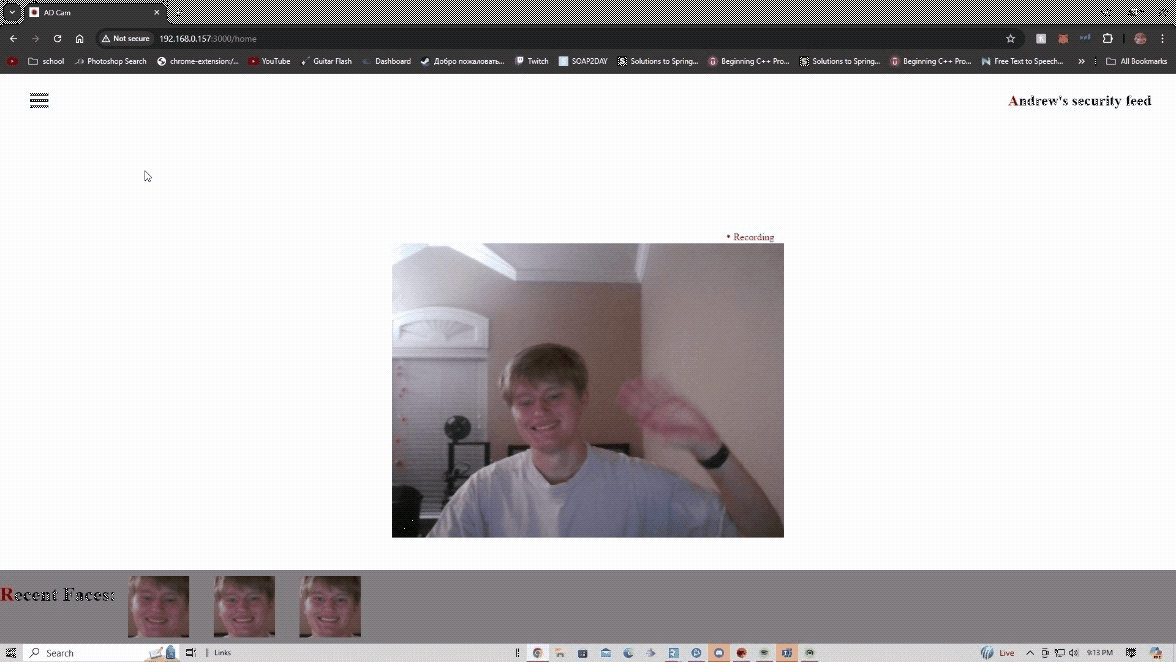 AD Cam
Not secure 192.168.0.157:3000/home
school Photoshop Search chrome-extension:/... YouTube Guitar Flash Dashboard Добро пожаловать... Twitch SOAP2DAY Solutions to Spring... Beginning C++ Pro... Solutions to Spring... Beginning C++ Pro... Free Text to Speech... » All Bookmarks
Andrew's security feed
• Recording
Recent Faces:
Search Links Live 9:13 PM